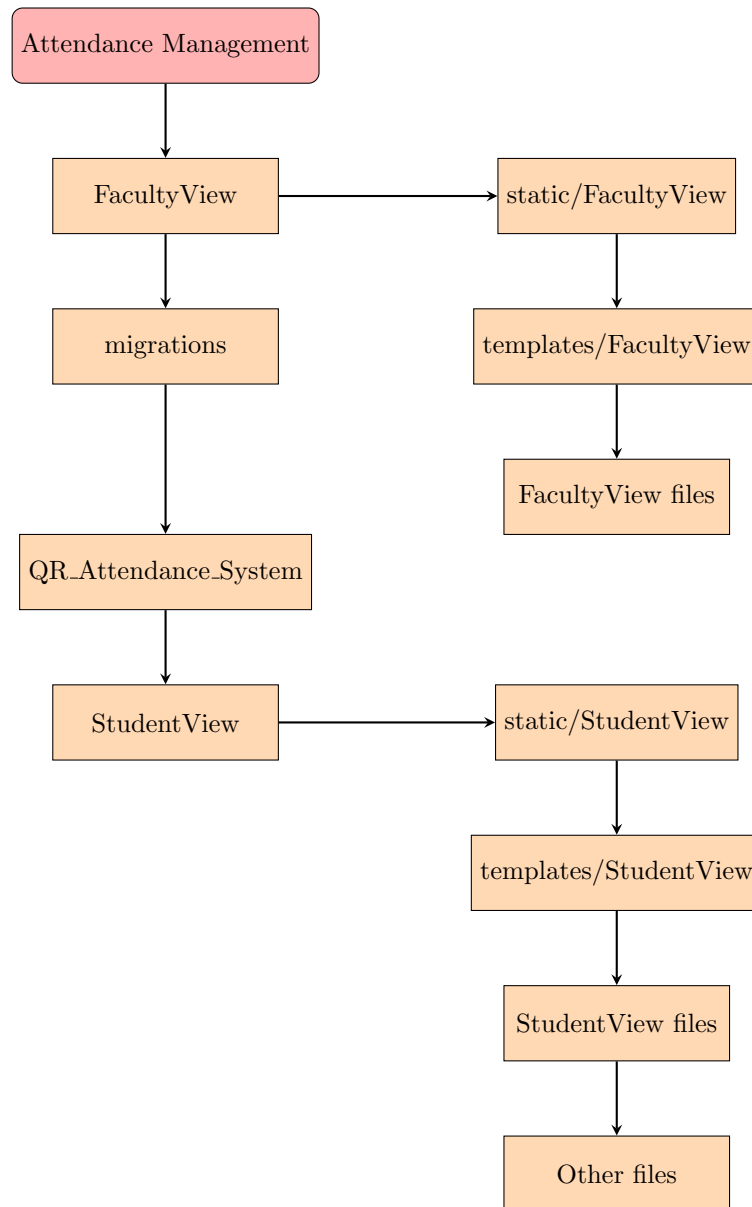 Attendance Management
FacultyView
static/FacultyView
migrations
templates/FacultyView
FacultyView files
QR_Attendance_System
StudentView
static/StudentView
templates/StudentView
StudentView files
Other files